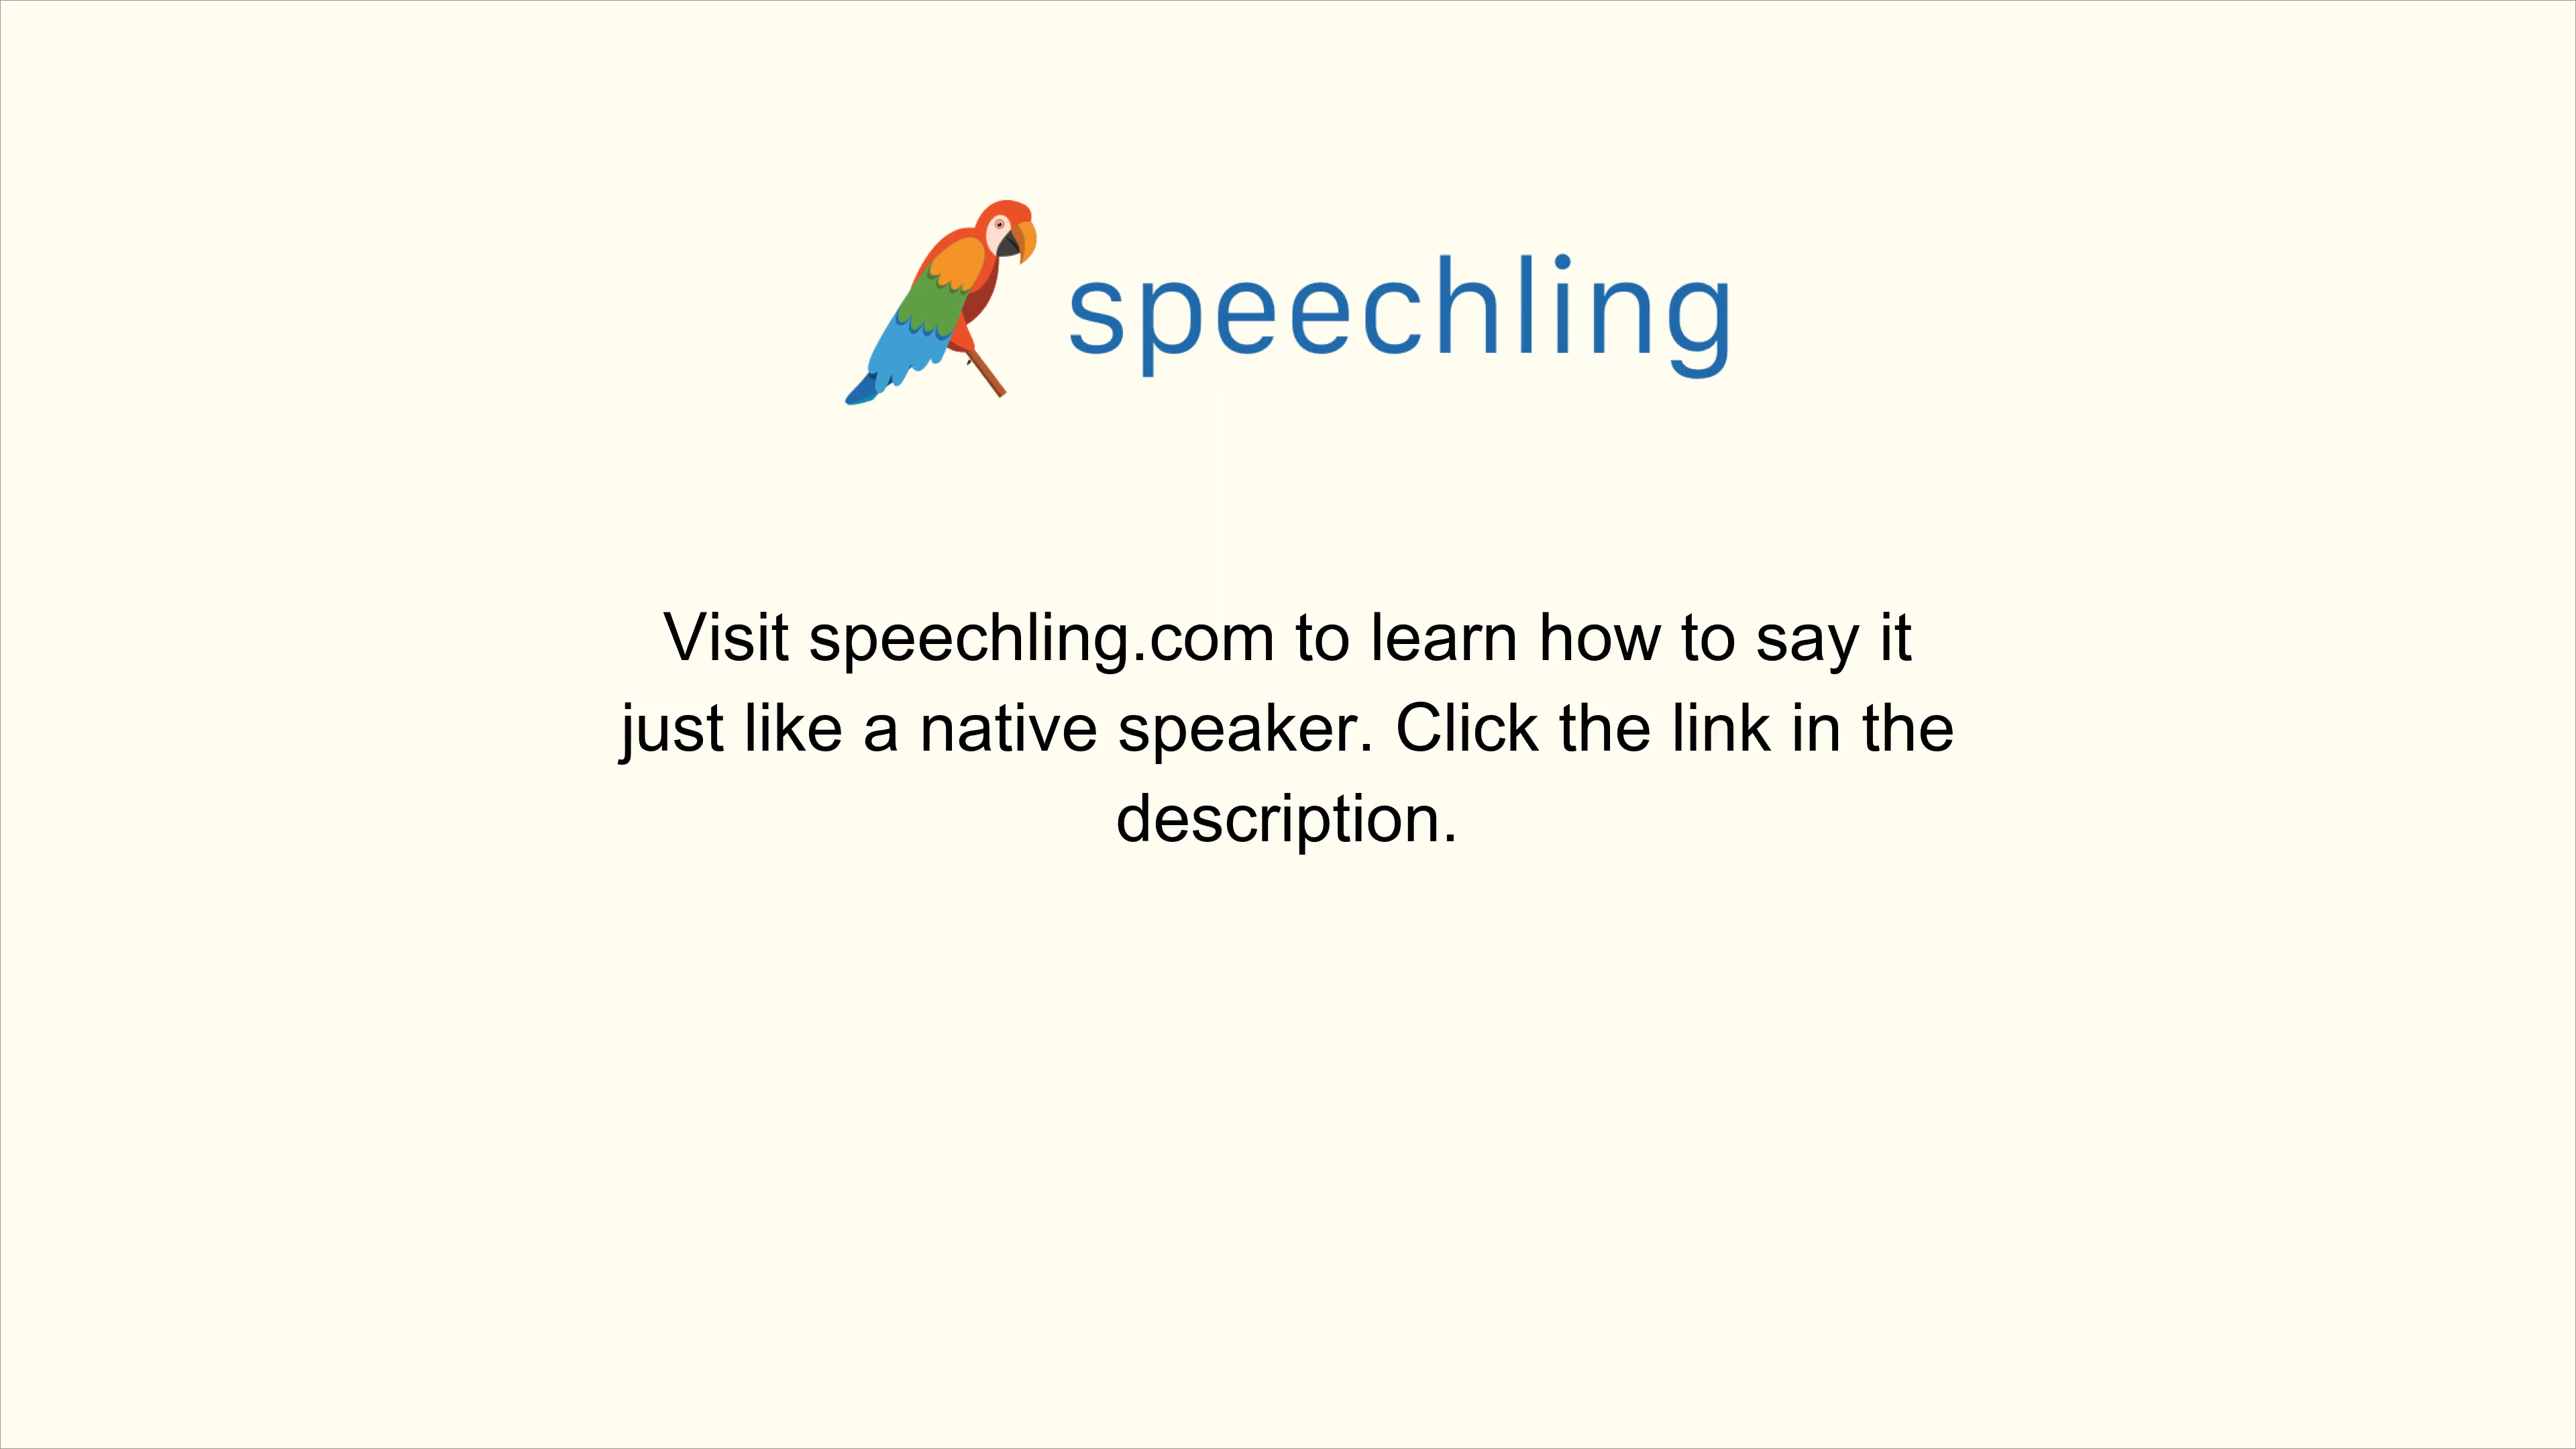 speechling
Visit speechling.com to learn how to say it
just like a native speaker. Click the link in the
description.